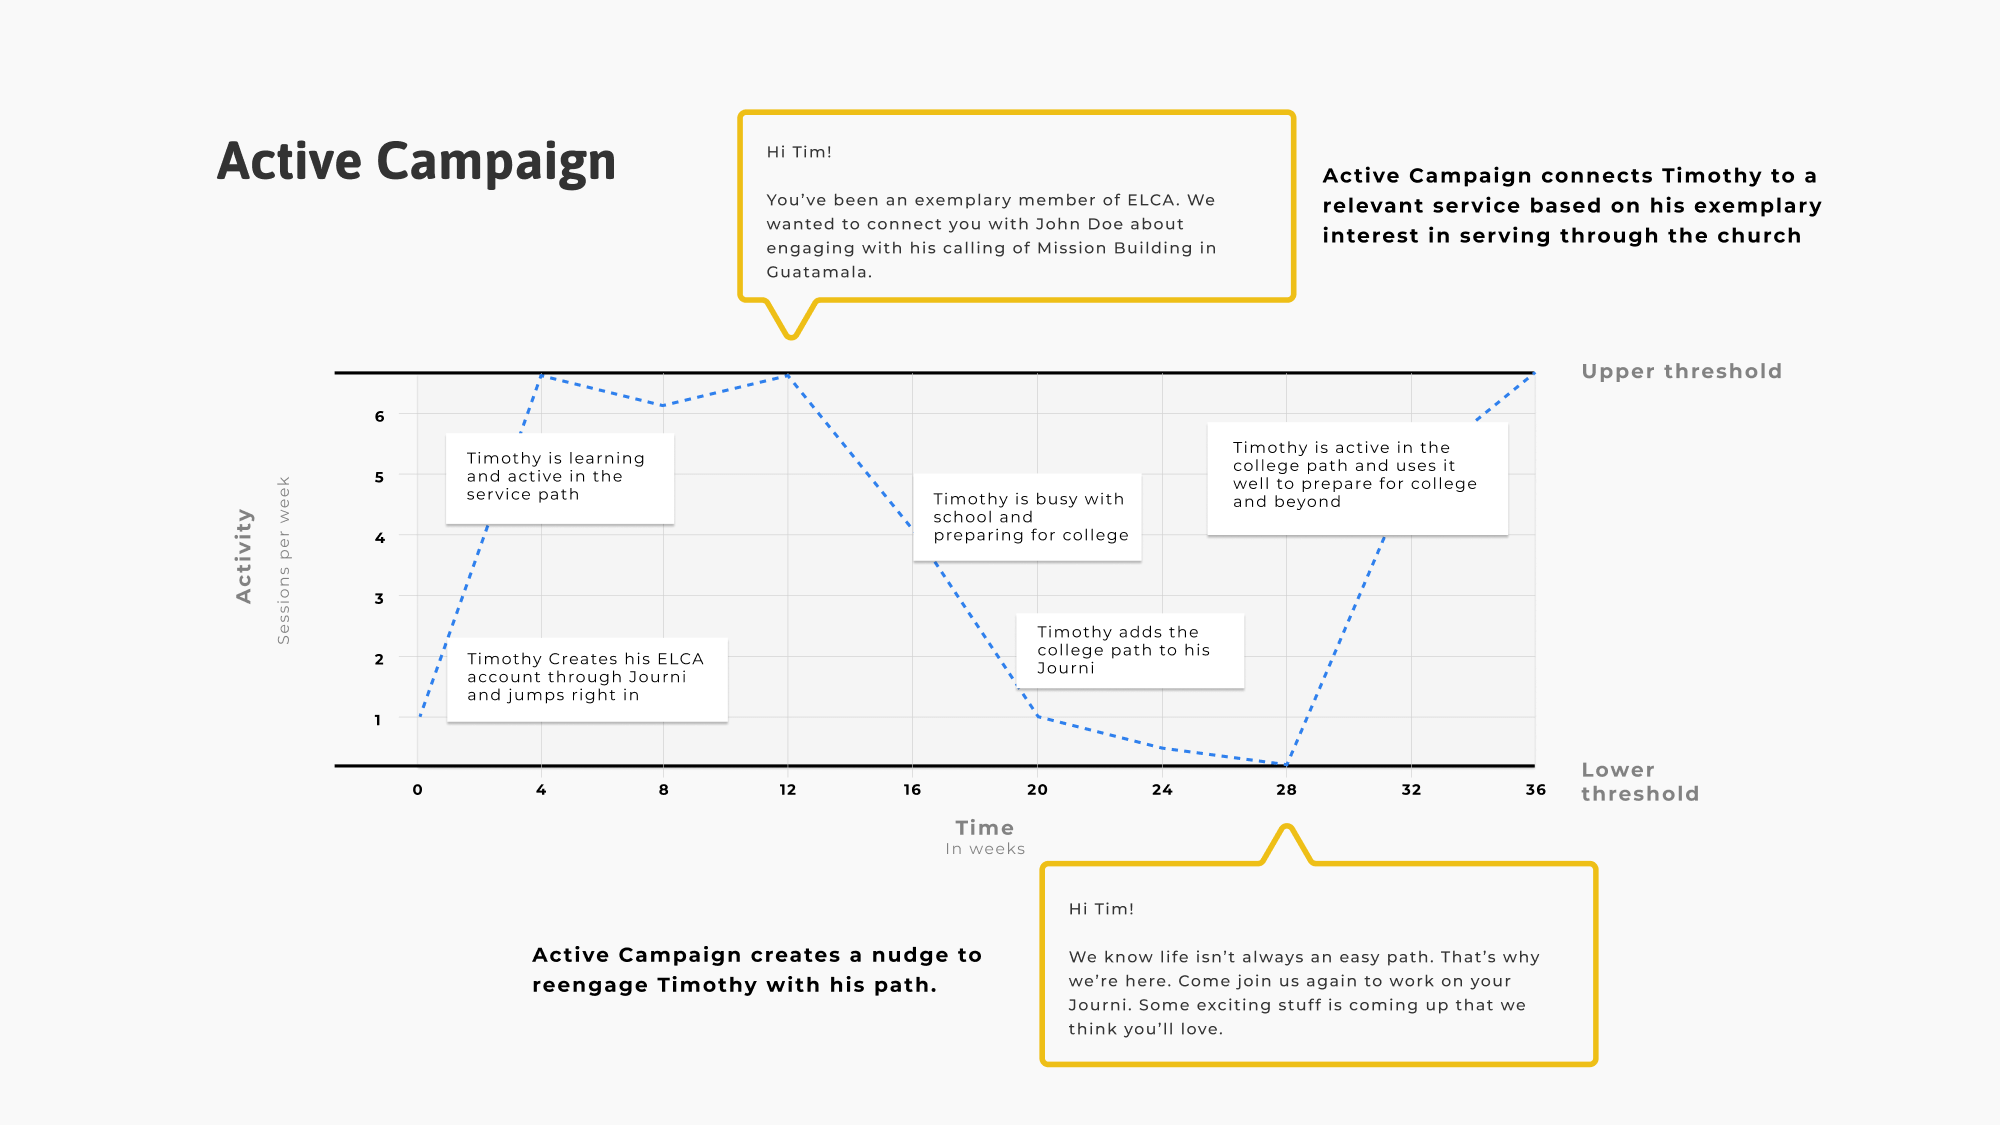 Active Campaign
Hi Tim!
You’ve been an exemplary member of ELCA. We
wanted to connect you with John Doe about
engaging with his calling of Mission Building in
Guatamala.
Active Campaign connects Timothy to a
relevant service based on his exemplary
interest in serving through the church
Upper threshold
6
5
4
3
2
1
Activity
Sessions per week
Timothy is learning
and active in the
service path
Timothy Creates his ELCA
account through Journi
and jumps right in
Timothy is busy with
school and
preparing for college
Timothy adds the
college path to his
Journi
Timothy is active in the
college path and uses it
well to prepare for college
and beyond
Lower
threshold
0 4 8 12 16 20 24 28 32 36
Time
In weeks
Active Campaign creates a nudge to
reengage Timothy with his path.
Hi Tim!
We know life isn’t always an easy path. That’s why
we’re here. Come join us again to work on your
Journi. Some exciting stuff is coming up that we
think you’ll love.